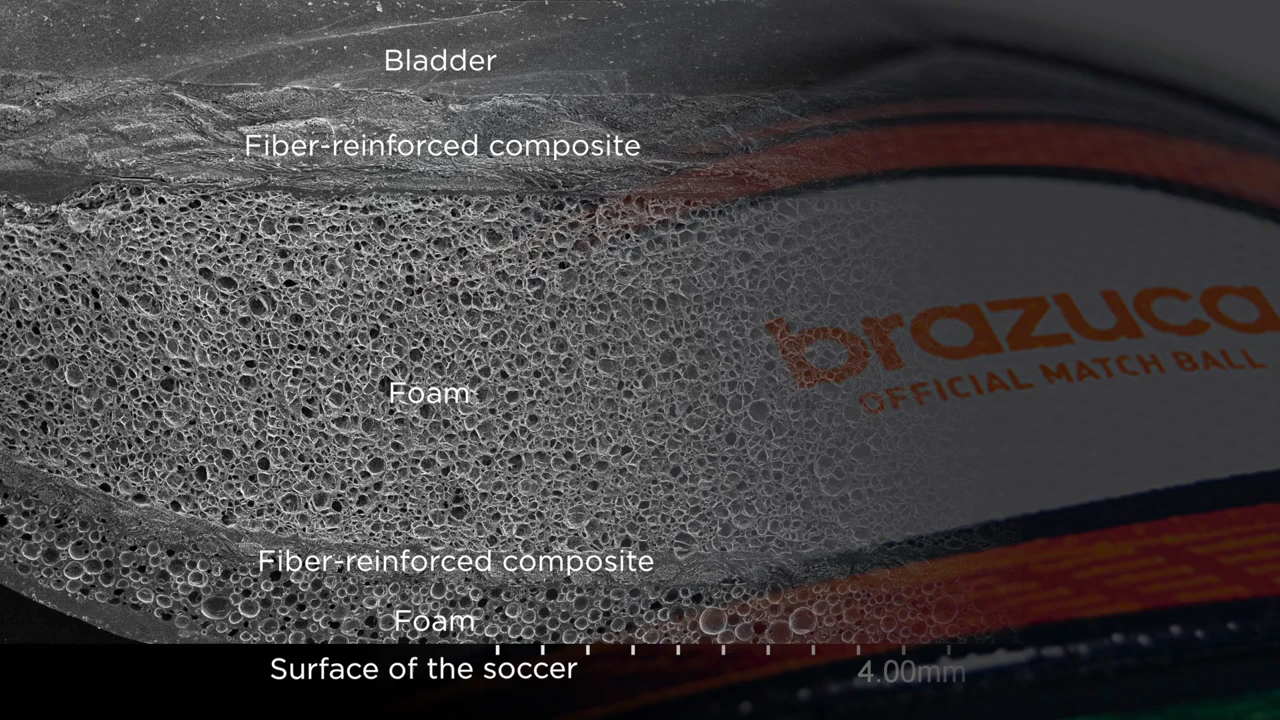 Bladder
Fiber-reinforced composite
brazuca
OFFICIAL MATCH BALL
Foam
Fiber-reinforced composite
Foam
Surface of the soccer
4.00mm